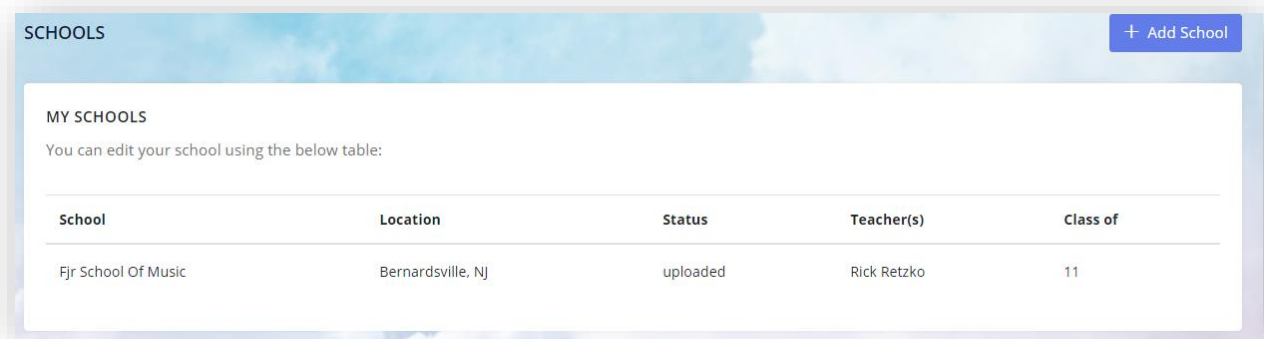 SCHOOLS
+ Add School
MY SCHOOLS
You can edit your school using the below table:
School Location Status Teacher(s) Class of
Fjr School Of Music Bernardsville, NJ uploaded Rick Retzko 11